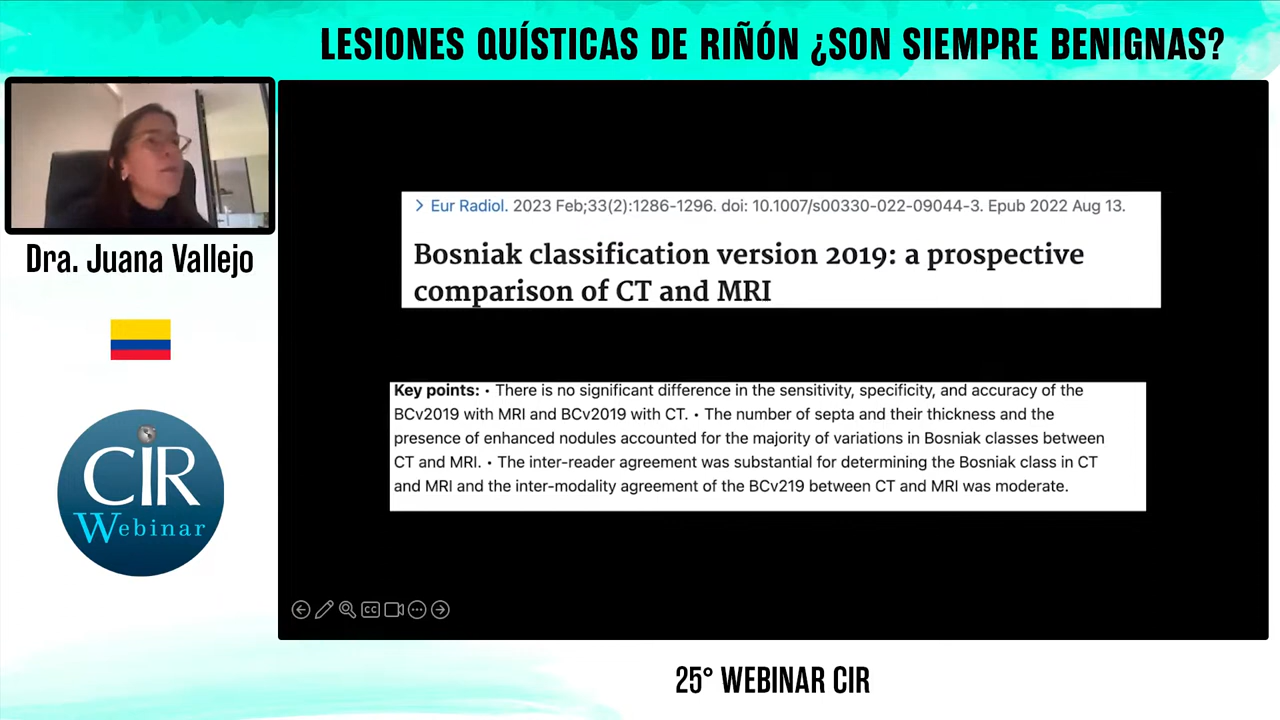 LESIONES QUÍSTICAS DE RIÑÓN ¿SON SIEMPRE BENIGNAS?
Dra. Juana Vallejo
CIR
Webinar
> Eur Radiol. 2023 Feb;33(2):1286-1296. doi: 10.1007/s00330-022-09044-3. Epub 2022 Aug 13.
Bosniak classification version 2019: a prospective
comparison of CT and MRI
Key points: • There is no significant difference in the sensitivity, specificity, and accuracy of the
BCv2019 with MRI and BCv2019 with CT. • The number of septa and their thickness and the
presence of enhanced nodules accounted for the majority of variations in Bosniak classes between
CT and MRI. • The inter-reader agreement was substantial for determining the Bosniak class in CT
and MRI and the inter-modality agreement of the BCv219 between CT and MRI was moderate.
CC
25° WEBINAR CIR